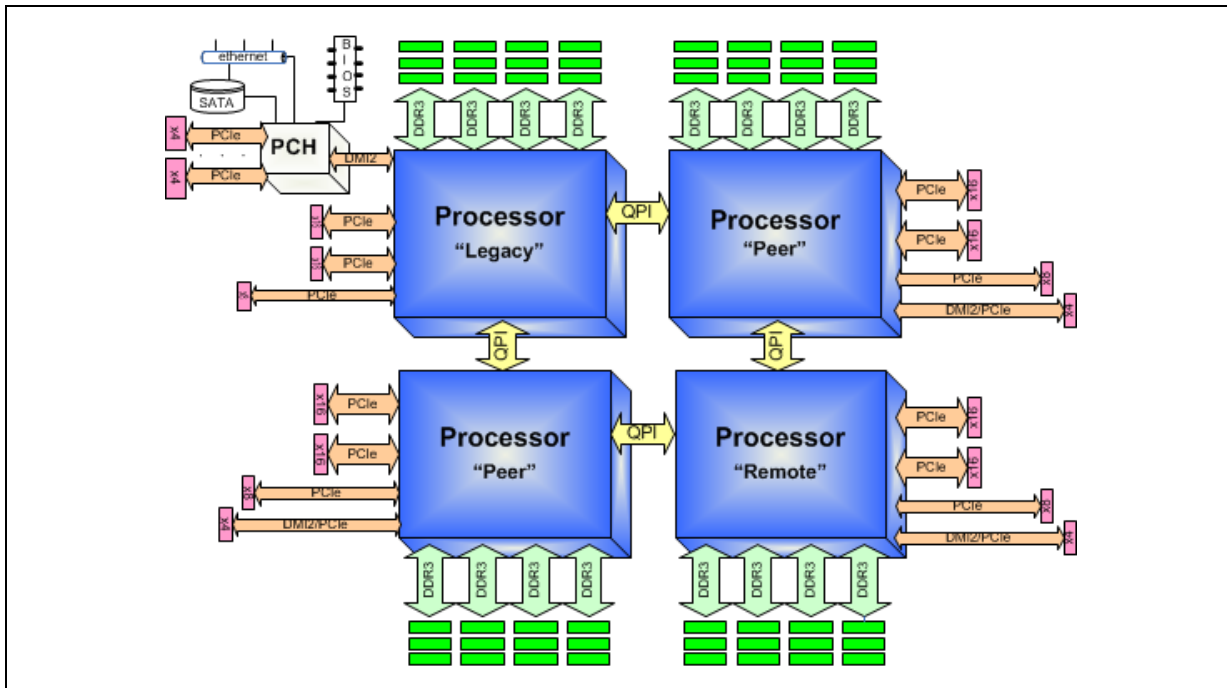 ethernet
BIOS
SATA
DDR3 DDR3 DDR3 DDR3
DDR3 DDR3 DDR3 DDR3
x4 PCIe
PCH
DMI2
. . .
x4 PCIe
Processor
"Legacy"
PCIe
PCIe
PCIe
QPI
Processor
"Peer"
PCIe x16
PCIe x16
PCIe x8
DMI2/PCIe x4
QPI
QPI
x16 PCIe
x16 PCIe
x8 PCIe
x4 DMI2/PCIe
Processor
"Peer"
QPI
Processor
"Remote"
PCIe x16
PCIe x16
PCIe x8
DMI2/PCIe x4
DDR3 DDR3 DDR3 DDR3
DDR3 DDR3 DDR3 DDR3